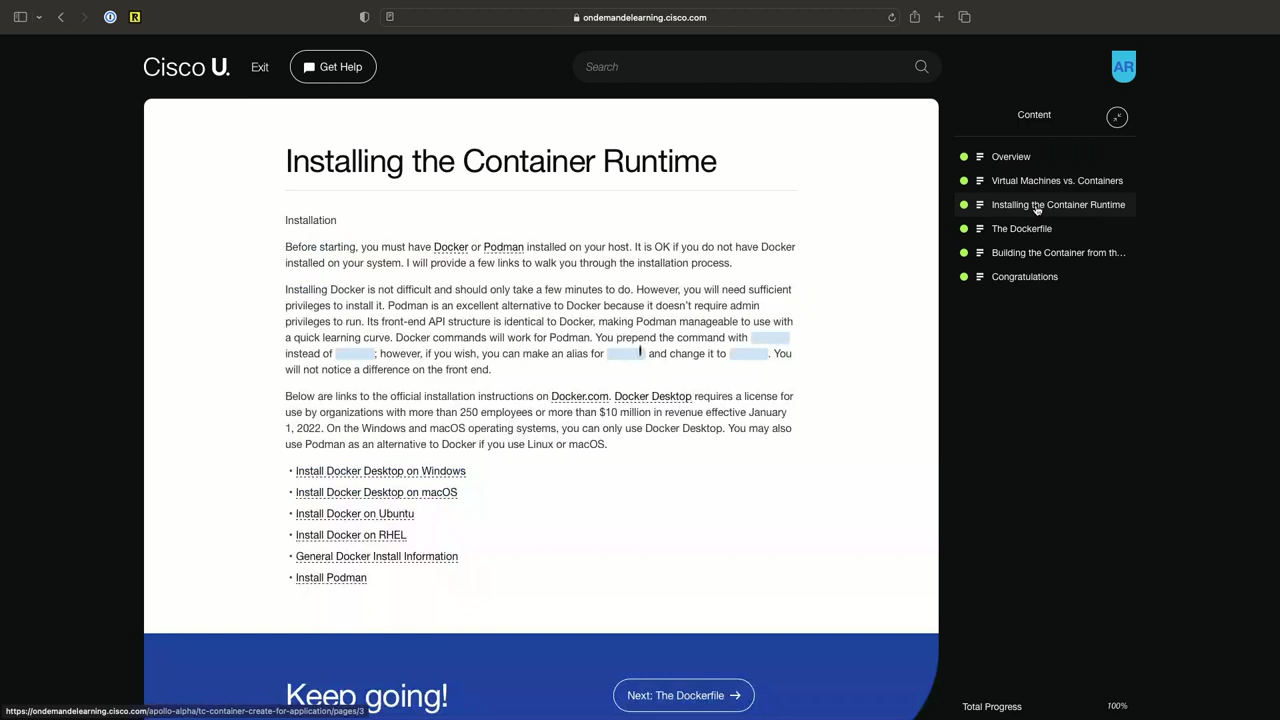 ondemandelearning.cisco.com
Cisco U.
Exit
Get Help
Search
AR
Installing the Container Runtime
Installation
Before starting, you must have Docker or Podman installed on your host. It is OK if you do not have Docker
installed on your system. I will provide a few links to walk you through the installation process.
Installing Docker is not difficult and should only take a few minutes to do. However, you will need sufficient
privileges to install it. Podman is an excellent alternative to Docker because it doesn't require admin
privileges to run. Its front-end API structure is identical to Docker, making Podman manageable to use with
a quick learning curve. Docker commands will work for Podman. You prepend the command with
instead of ; however, if you wish, you can make an alias for and change it to . You
will not notice a difference on the front end.
Below are links to the official installation instructions on Docker.com. Docker Desktop requires a license for
use by organizations with more than 250 employees or more than $10 million in revenue effective January
1, 2022. On the Windows and macOS operating systems, you can only use Docker Desktop. You may also
use Podman as an alternative to Docker if you use Linux or macOS.
• Install Docker Desktop on Windows
• Install Docker Desktop on macOS
• Install Docker on Ubuntu
• Install Docker on RHEL
• General Docker Install Information
• Install Podman
Keep going!
Next: The Dockerfile →
Content
Overview
Virtual Machines vs. Containers
Installing the Container Runtime
The Dockerfile
Building the Container from th...
Congratulations
Total Progress 100%
https://ondemandelearning.cisco.com/apollo-alpha/tc-container-create-for-application/pages/3